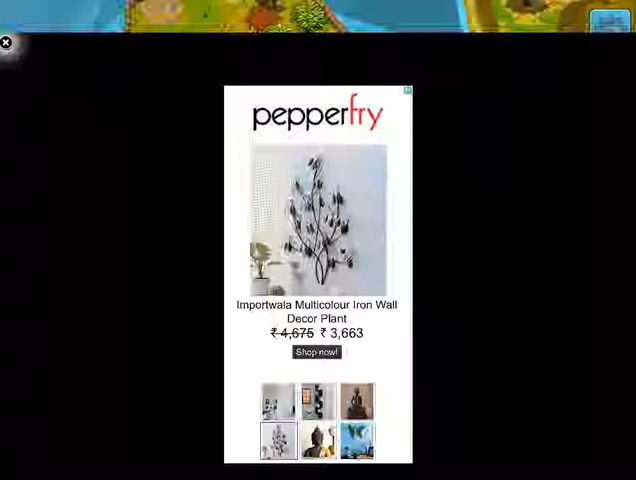 pepperfry
Importwala Multicolour Iron Wall
Decor Plant
₹ 4,675 ₹ 3,663
Shop now!